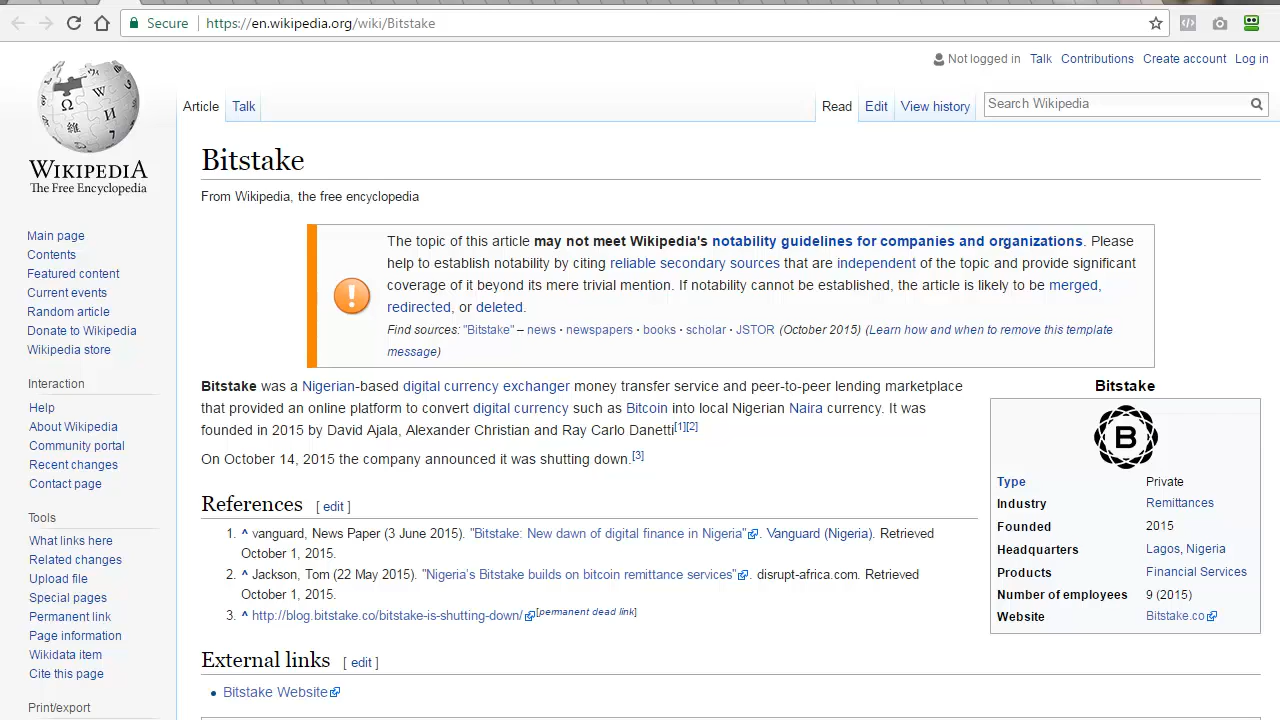 Secure https://en.wikipedia.org/wiki/Bitstake
Not logged in Talk Contributions Create account Log in
Article Talk Read Edit View history Search Wikipedia
WIKIPEDIA
The Free Encyclopedia
Main page
Contents
Featured content
Current events
Random article
Donate to Wikipedia
Wikipedia store
Interaction
Help
About Wikipedia
Community portal
Recent changes
Contact page
Tools
What links here
Related changes
Upload file
Special pages
Permanent link
Page information
Wikidata item
Cite this page
Print/export
Bitstake
From Wikipedia, the free encyclopedia
The topic of this article may not meet Wikipedia's notability guidelines for companies and organizations. Please
help to establish notability by citing reliable secondary sources that are independent of the topic and provide significant
coverage of it beyond its mere trivial mention. If notability cannot be established, the article is likely to be merged,
redirected, or deleted.
Find sources: "Bitstake" – news · newspapers · books · scholar · JSTOR (October 2015) (Learn how and when to remove this template
message)
Bitstake was a Nigerian-based digital currency exchanger money transfer service and peer-to-peer lending marketplace
that provided an online platform to convert digital currency such as Bitcoin into local Nigerian Naira currency. It was
founded in 2015 by David Ajala, Alexander Christian and Ray Carlo Danetti[1][2]
On October 14, 2015 the company announced it was shutting down.[3]
References [ edit ]
1. ^ vanguard, News Paper (3 June 2015). "Bitstake: New dawn of digital finance in Nigeria". Vanguard (Nigeria). Retrieved
October 1, 2015.
2. ^ Jackson, Tom (22 May 2015). "Nigeria's Bitstake builds on bitcoin remittance services". disrupt-africa.com. Retrieved
October 1, 2015.
3. ^ http://blog.bitstake.co/bitstake-is-shutting-down/[permanent dead link]
External links [ edit ]
• Bitstake Website
Bitstake
B
Type Private
Industry Remittances
Founded 2015
Headquarters Lagos, Nigeria
Products Financial Services
Number of employees 9 (2015)
Website Bitstake.co